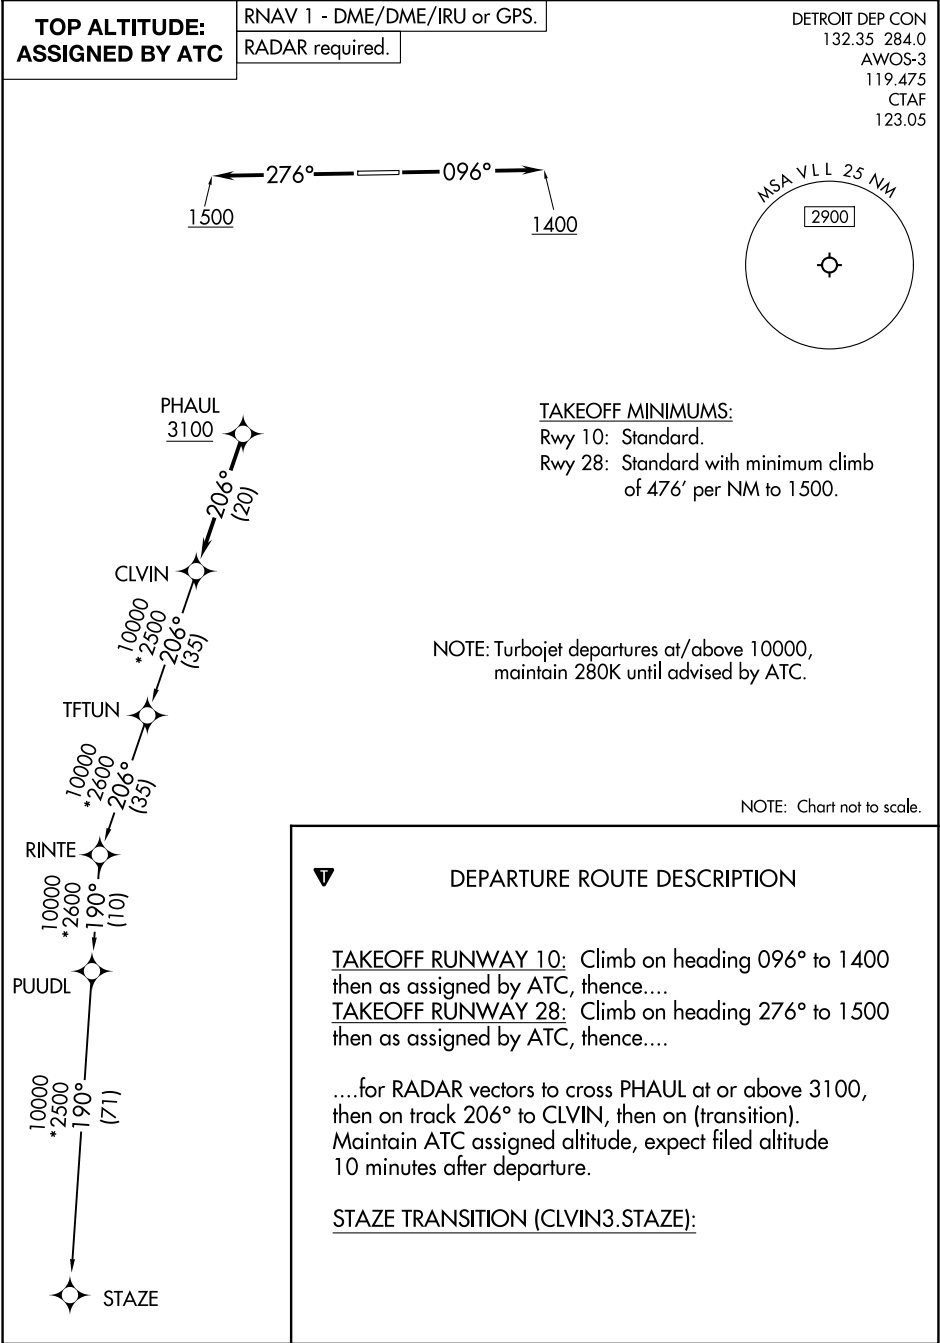 TOP ALTITUDE:
ASSIGNED BY ATC
RNAV 1 - DME/DME/IRU or GPS.
RADAR required.
DETROIT DEP CON
132.35 284.0
AWOS-3
119.475
CTAF
123.05
276°
096°
1500
1400
MSA VLL 25 NM
2900
PHAUL
3100
206°
(20)
CLVIN
10000
*2500
206°
(35)
TFTUN
10000
*2600
206°
(35)
RINTE
10000
*2600
190°
(10)
PUUDL
10000
*2500
190°
(71)
STAZE
TAKEOFF MINIMUMS:
Rwy 10: Standard.
Rwy 28: Standard with minimum climb
of 476' per NM to 1500.
NOTE: Turbojet departures at/above 10000,
maintain 280K until advised by ATC.
NOTE: Chart not to scale.
T
DEPARTURE ROUTE DESCRIPTION
TAKEOFF RUNWAY 10: Climb on heading 096° to 1400
then as assigned by ATC, thence....
TAKEOFF RUNWAY 28: Climb on heading 276° to 1500
then as assigned by ATC, thence....
....for RADAR vectors to cross PHAUL at or above 3100,
then on track 206° to CLVIN, then on (transition).
Maintain ATC assigned altitude, expect filed altitude
10 minutes after departure.
STAZE TRANSITION (CLVIN3.STAZE):